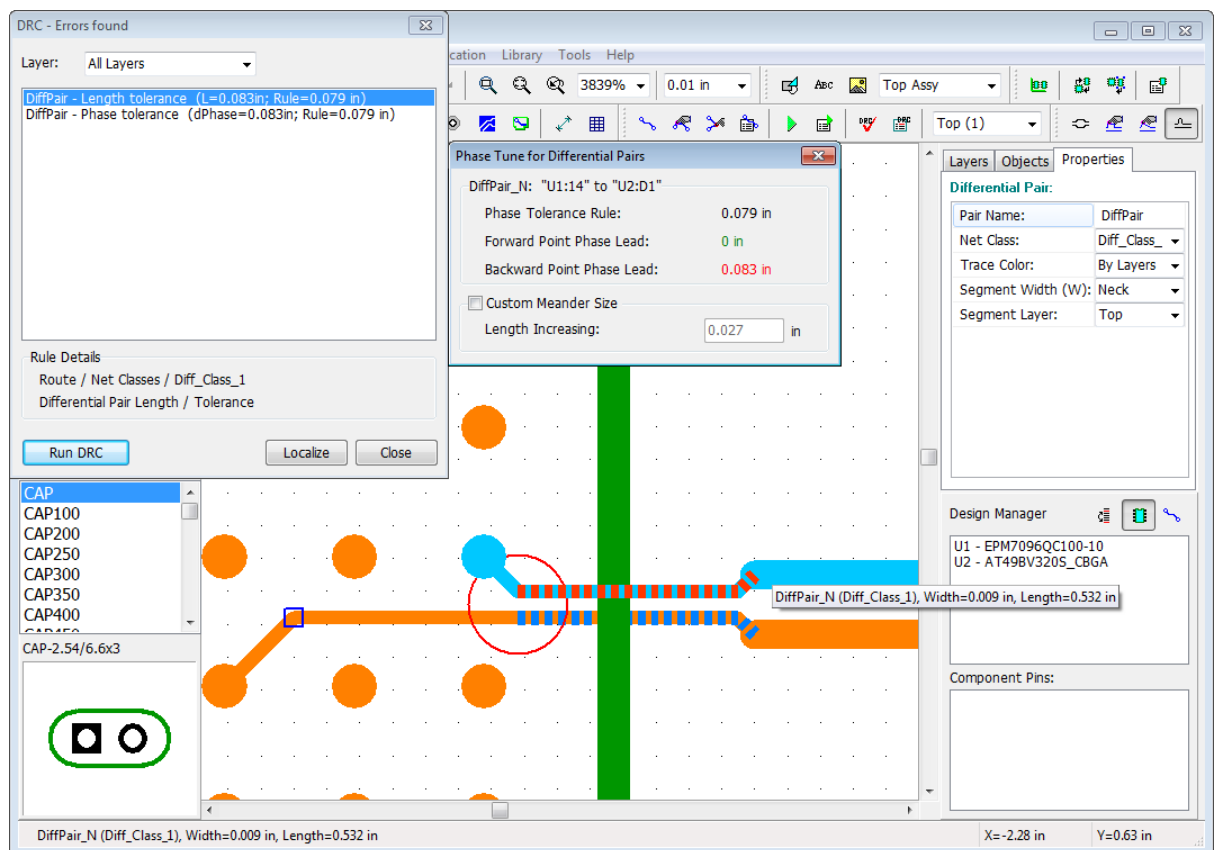 DRC - Errors found
Layer: All Layers
DiffPair - Length tolerance (L=0.083in; Rule=0.079 in)
DiffPair - Phase tolerance (dPhase=0.083in; Rule=0.079 in)
Rule Details
Route / Net Classes / Diff_Class_1
Differential Pair Length / Tolerance
Run DRC Localize Close
cation Library Tools Help
3839% 0.01 in ABC Top Assy
DRC DRC Top (1)
Phase Tune for Differential Pairs
DiffPair_N: "U1:14" to "U2:D1"
Phase Tolerance Rule: 0.079 in
Forward Point Phase Lead: 0 in
Backward Point Phase Lead: 0.083 in
Custom Meander Size
Length Increasing: 0.027 in
Layers Objects Properties
Differential Pair:
Pair Name: DiffPair
Net Class: Diff_Class_
Trace Color: By Layers
Segment Width (W): Neck
Segment Layer: Top
CAP
CAP100
CAP200
CAP250
CAP300
CAP350
CAP400
CAP450
CAP-2.54/6.6x3
Design Manager
U1 - EPM7096QC100-10
U2 - AT49BV320S_CBGA
DiffPair_N (Diff_Class_1), Width=0.009 in, Length=0.532 in
Component Pins:
DiffPair_N (Diff_Class_1), Width=0.009 in, Length=0.532 in
X=-2.28 in Y=0.63 in